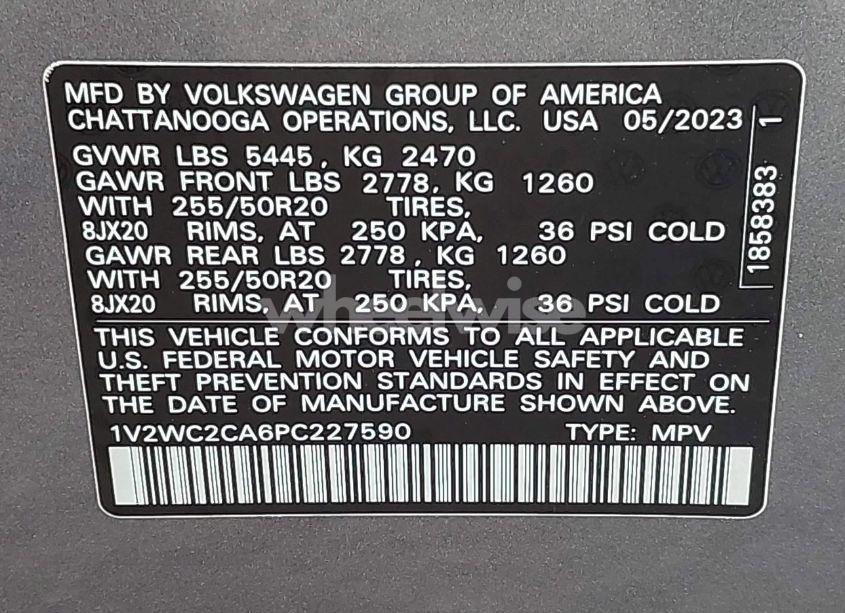 MFD BY VOLKSWAGEN GROUP OF AMERICA
CHATTANOOGA OPERATIONS, LLC. USA 05/2023
GVWR LBS 5445, KG 2470
GAWR FRONT LBS 2778, KG 1260
WITH 255/50R20 TIRES,
8JX20 RIMS, AT 250 KPA, 36 PSI COLD
GAWR REAR LBS 2778, KG 1260
WITH 255/50R20 TIRES,
8JX20 RIMS, AT 250 KPA, 36 PSI COLD
THIS VEHICLE CONFORMS TO ALL APPLICABLE
U.S. FEDERAL MOTOR VEHICLE SAFETY AND
THEFT PREVENTION STANDARDS IN EFFECT ON
THE DATE OF MANUFACTURE SHOWN ABOVE.
1V2WC2CA6PC227590 TYPE: MPV
1858383 1
wheelwise